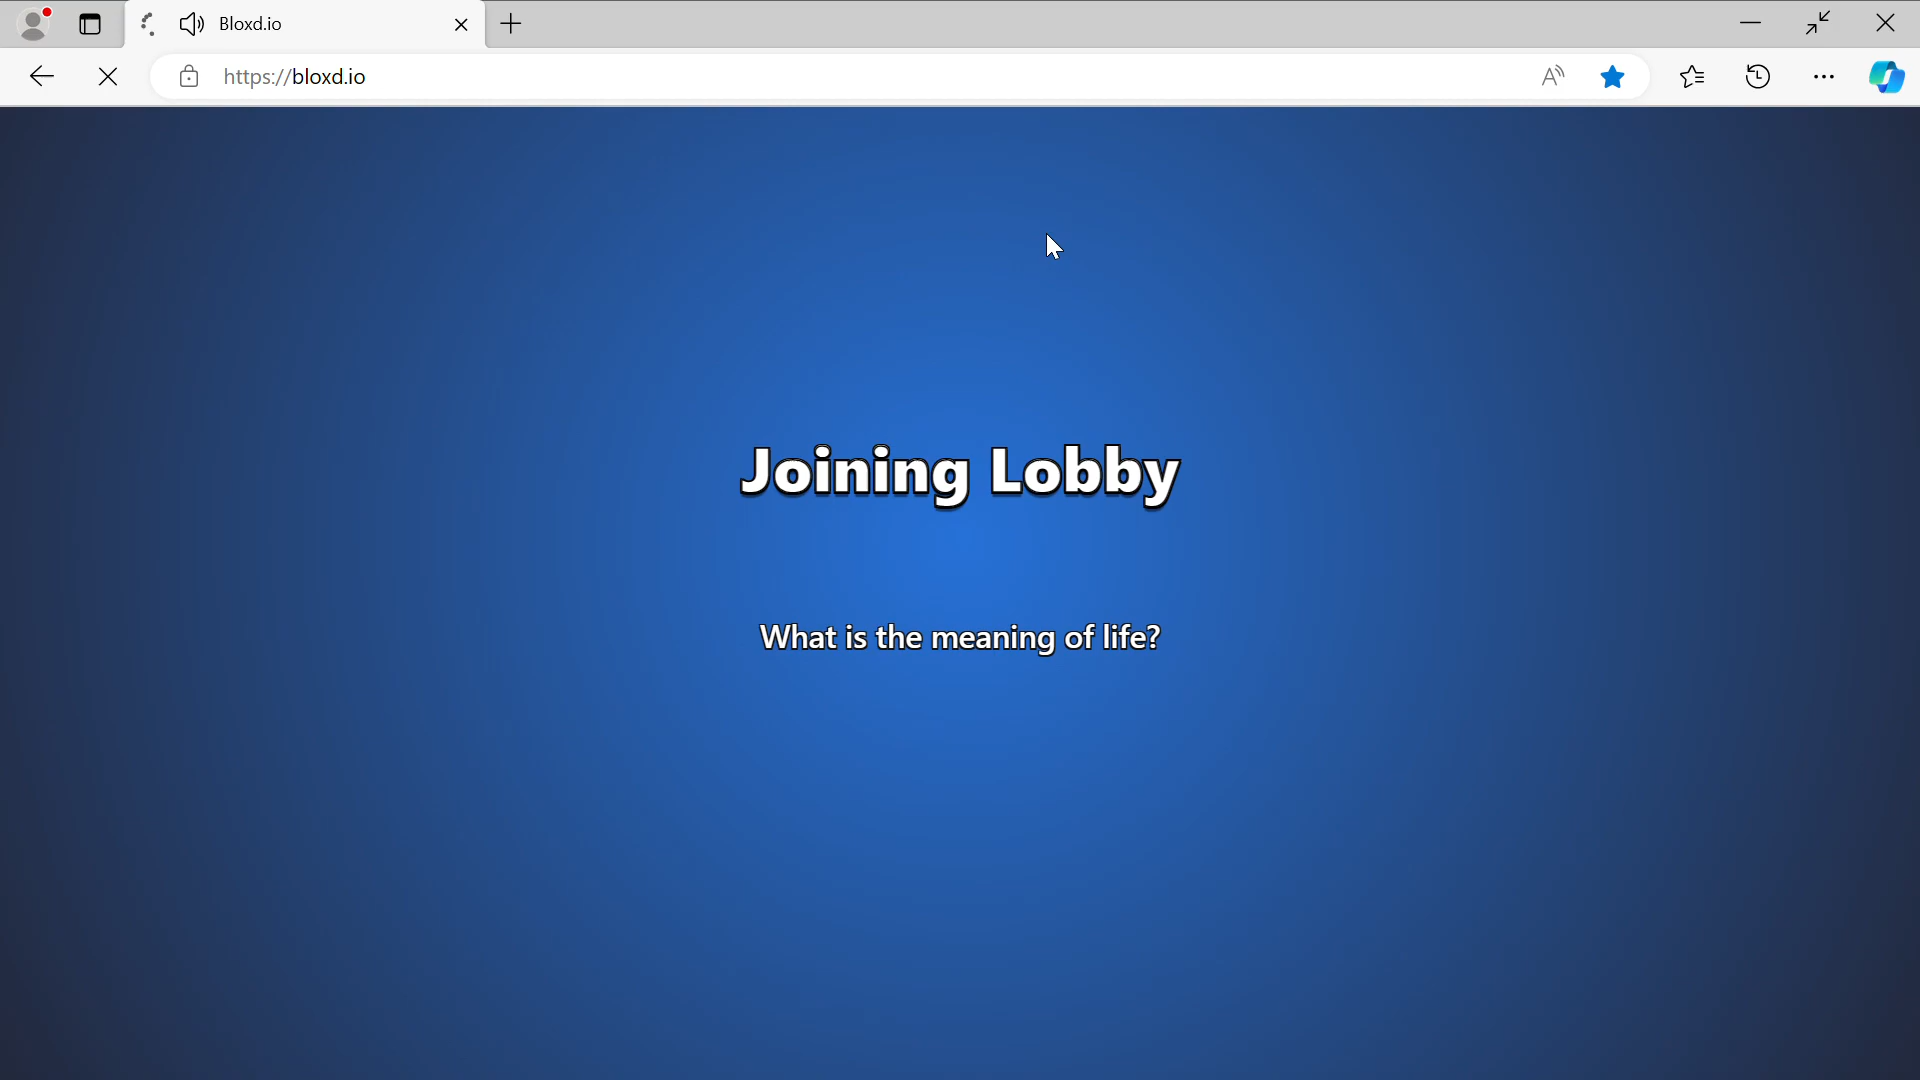 Bloxd.io
https://bloxd.io
Joining Lobby
What is the meaning of life?